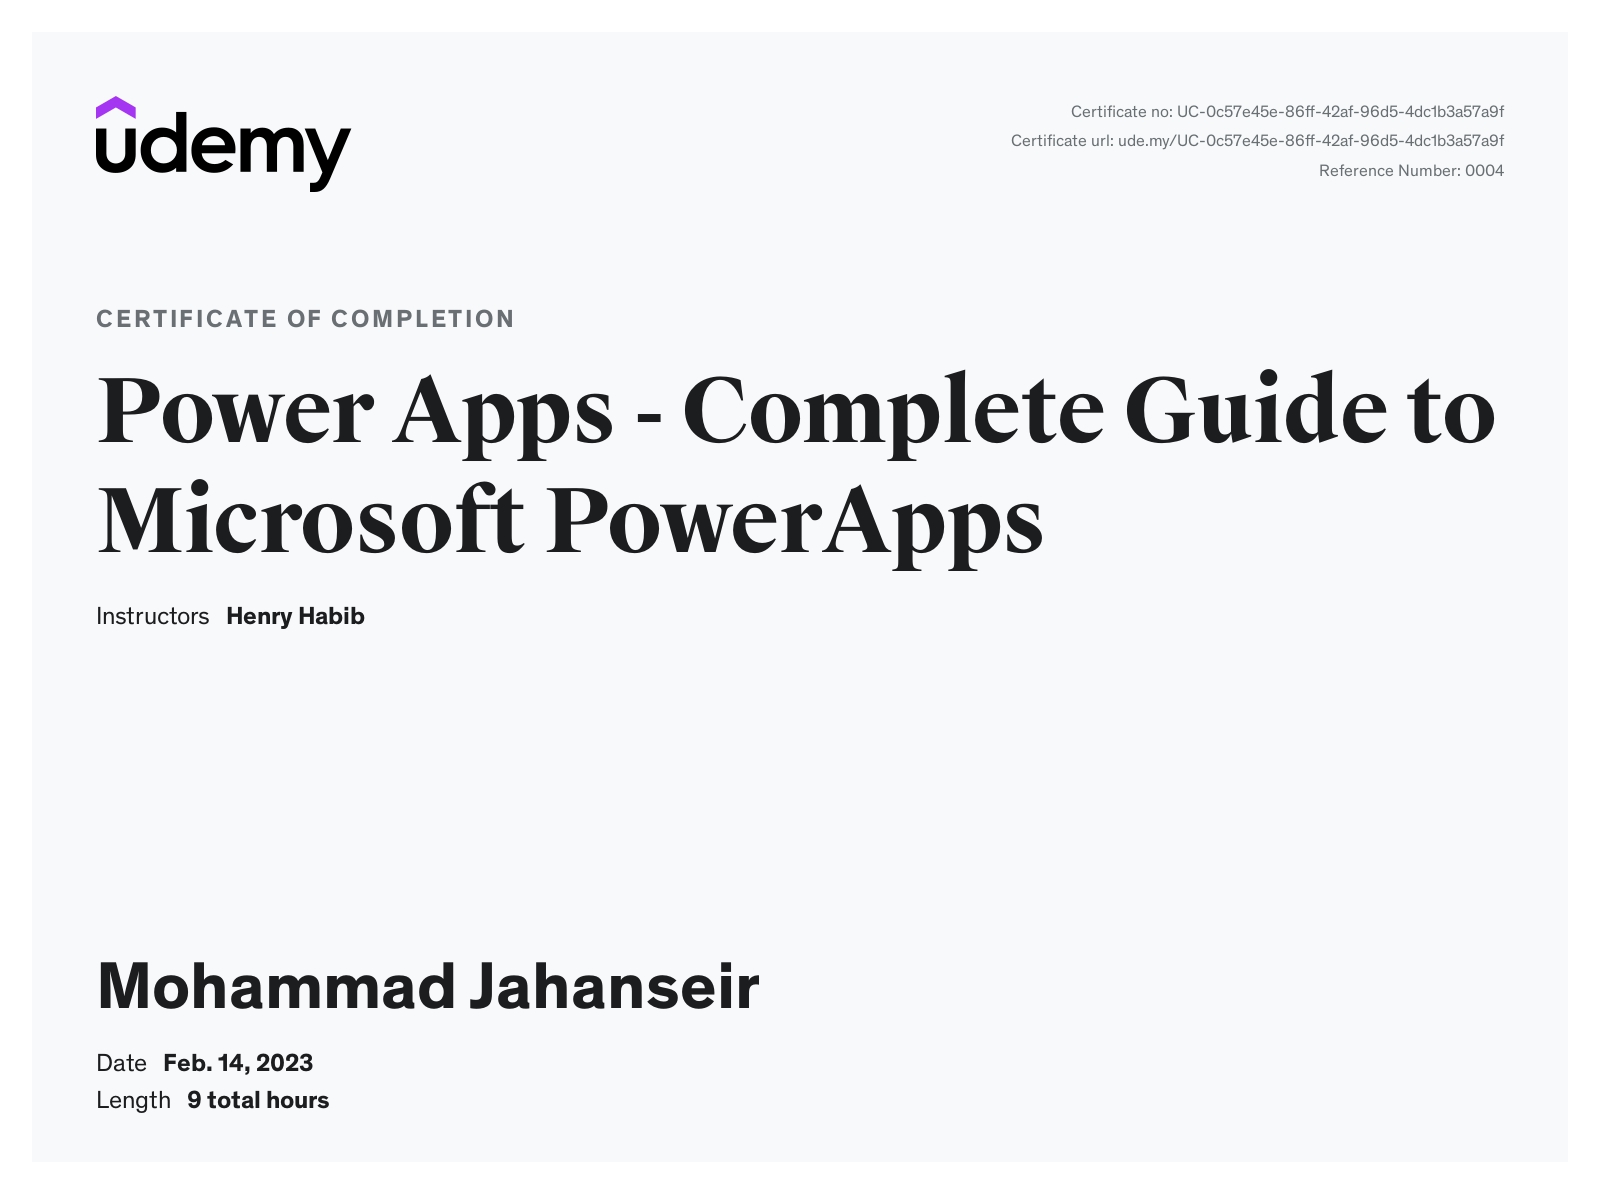 udemy
Certificate no: UC-0c57e45e-86ff-42af-96d5-4dc1b3a57a9f
Certificate url: ude.my/UC-0c57e45e-86ff-42af-96d5-4dc1b3a57a9f
Reference Number: 0004
CERTIFICATE OF COMPLETION
Power Apps - Complete Guide to
Microsoft PowerApps
Instructors Henry Habib
Mohammad Jahanseir
Date Feb. 14, 2023
Length 9 total hours